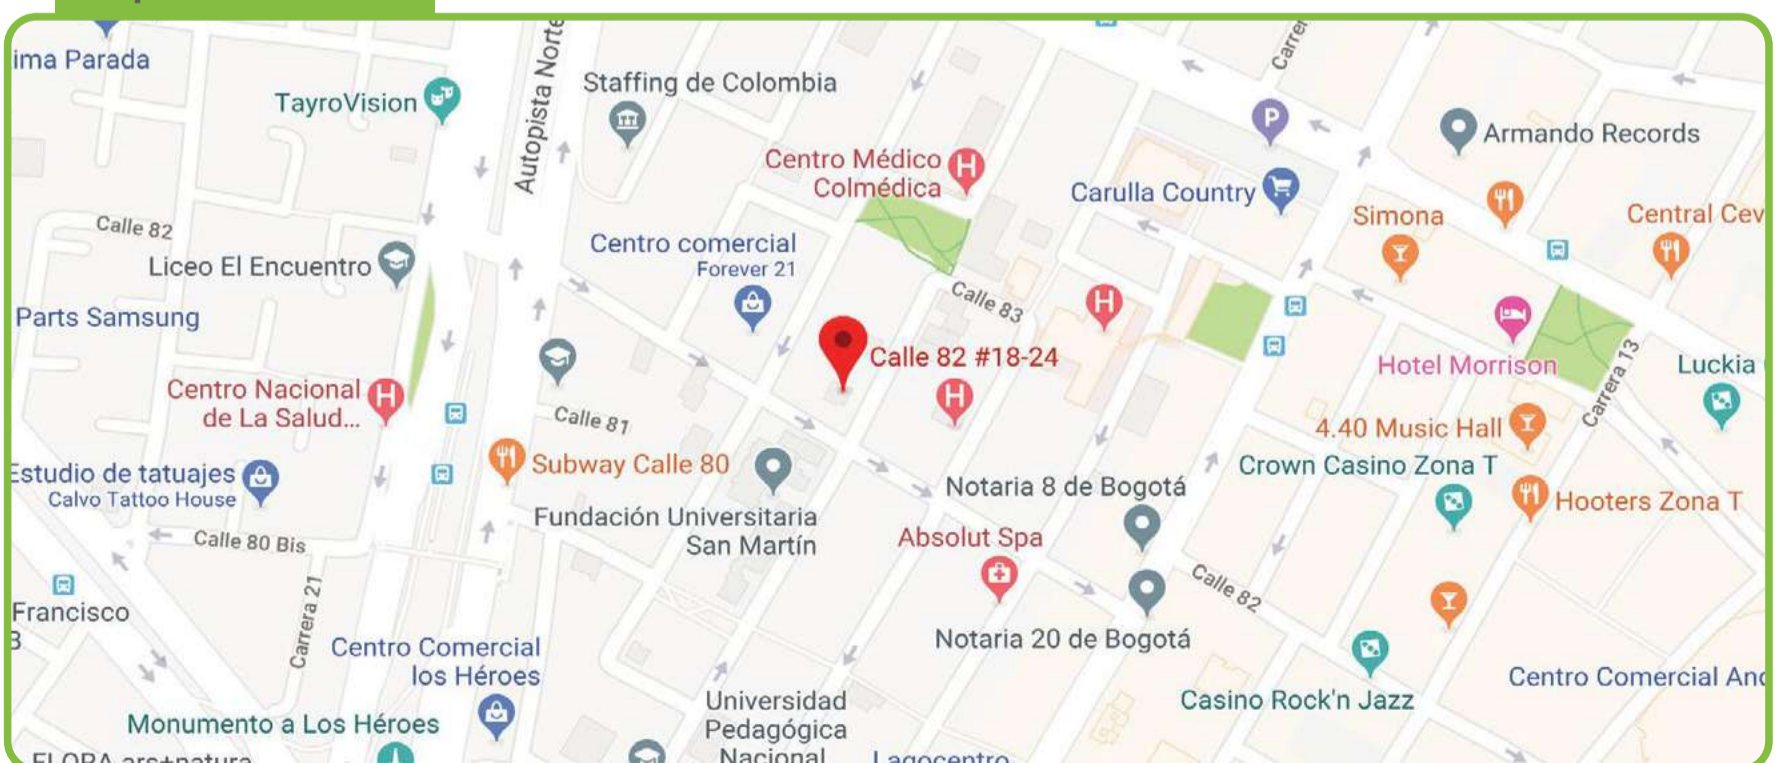 ima Parada
TayroVision
Autopista Norte
Staffing de Colombia
Centro Médico
Colmédica
Carulla Country
P
Armando Records
Simona
Central Cev
Calle 82
Liceo El Encuentro
Centro comercial
Forever 21
Calle 83
H
Parts Samsung
Calle 82 #18-24
Hotel Morrison
Carrera 13
Luckia
Centro Nacional
de La Salud...
Calle 81
4.40 Music Hall
Estudio de tatuajes
Calvo Tattoo House
Subway Calle 80
Crown Casino Zona T
Hooters Zona T
Notaria 8 de Bogotá
Fundación Universitaria
San Martín
Absolut Spa
Calle 80 Bis
Calle 82
Francisco
Carrera 21
Notaria 20 de Bogotá
Centro Comercial
los Héroes
Centro Comercial And
Casino Rock'n Jazz
Universidad
Pedagógica
Nacional
Monumento a Los Héroes
Lagocentro